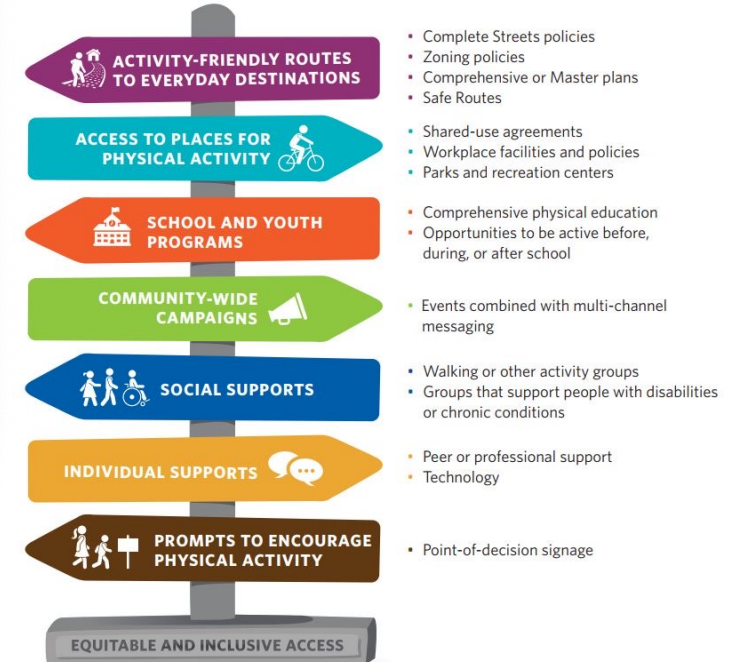 ACTIVITY-FRIENDLY ROUTES
TO EVERYDAY DESTINATIONS
• Complete Streets policies
• Zoning policies
• Comprehensive or Master plans
• Safe Routes
ACCESS TO PLACES FOR
PHYSICAL ACTIVITY
• Shared-use agreements
• Workplace facilities and policies
• Parks and recreation centers
SCHOOL AND YOUTH
PROGRAMS
• Comprehensive physical education
• Opportunities to be active before,
during, or after school
COMMUNITY-WIDE
CAMPAIGNS
• Events combined with multi-channel
messaging
SOCIAL SUPPORTS
• Walking or other activity groups
• Groups that support people with disabilities
or chronic conditions
INDIVIDUAL SUPPORTS
• Peer or professional support
• Technology
PROMPTS TO ENCOURAGE
PHYSICAL ACTIVITY
• Point-of-decision signage
EQUITABLE AND INCLUSIVE ACCESS